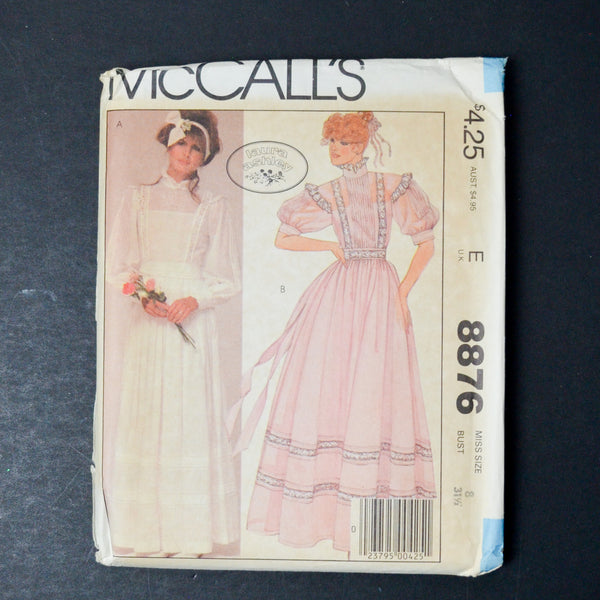 McCALL'S
A
laura
ashley
B
$4.25 AUST. $4.95
E
U.K.
8876
MISS SIZE 8
BUST 31½
D
23795 00425